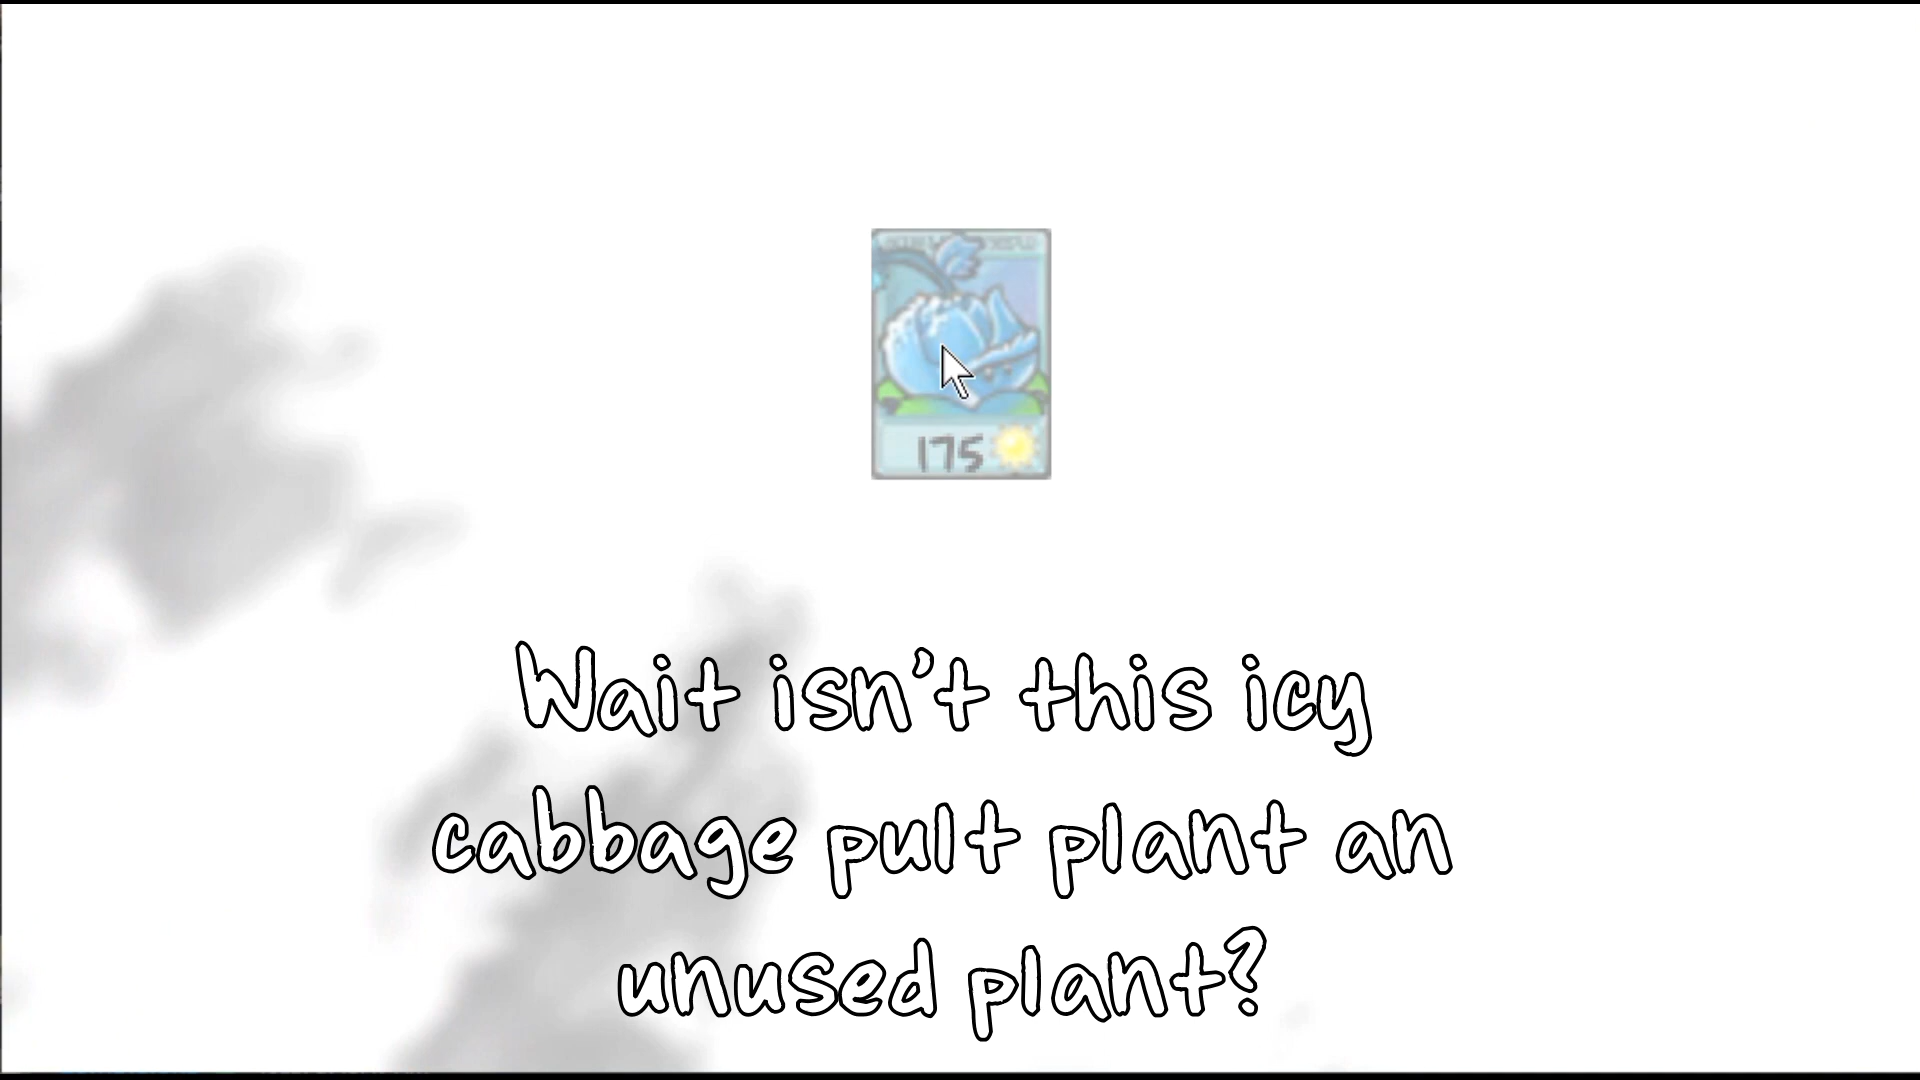 175
Wait isn't this icy
cabbage pult plant an
unused plant?